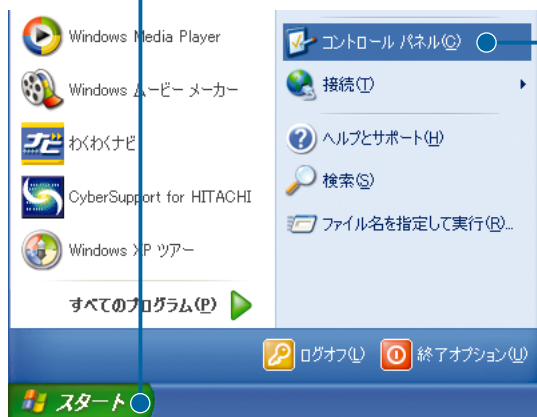 Windows Media Player
Windows ムービー メーカー
わくわくナビ
CyberSupport for HITACHI
Windows XP ツアー
すべてのプログラム(P)
コントロール パネル(C)
接続(T)
ヘルプとサポート(H)
検索(S)
ファイル名を指定して実行(R)...
ログオフ(L)
終了オプション(U)
スタート